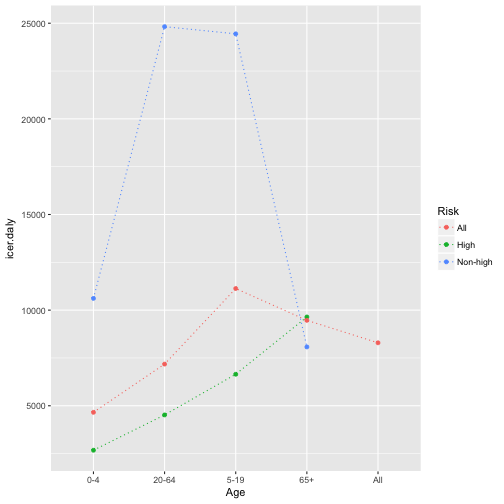 25000
20000
15000
10000
5000
icer.daly
0-4
20-64
5-19
65+
All
Age
Risk
All
High
Non-high